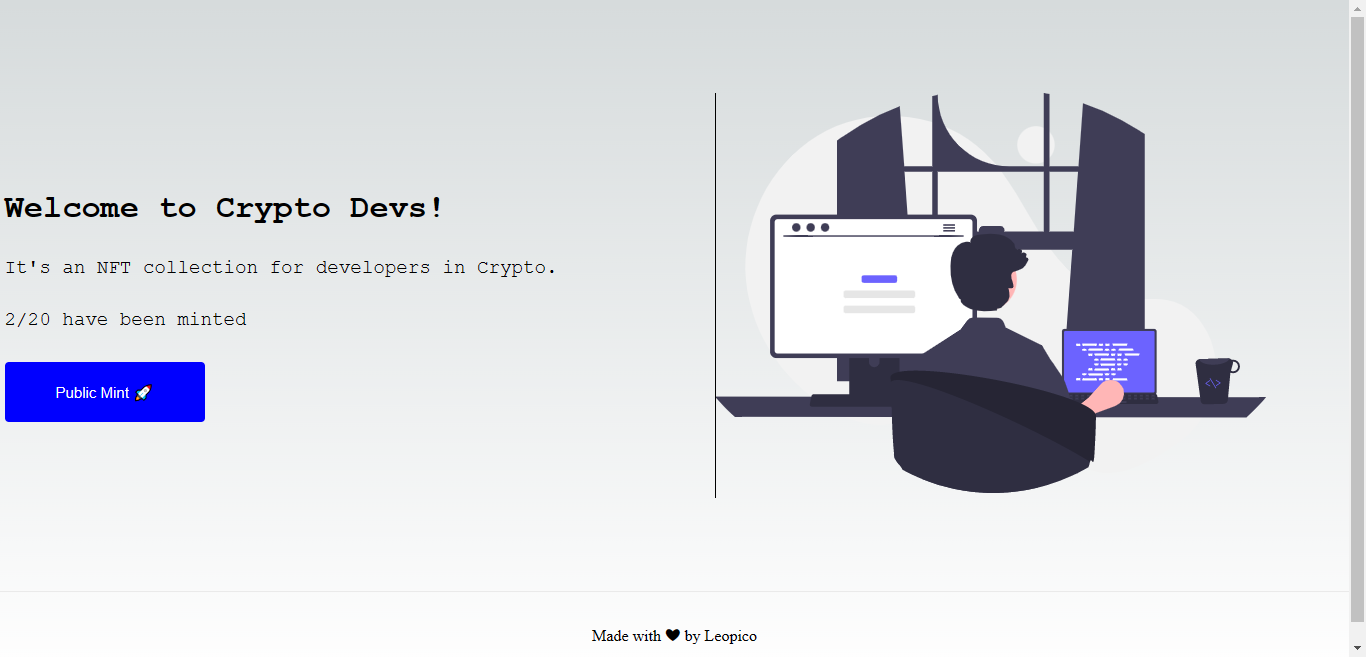 Welcome to Crypto Devs!
It's an NFT collection for developers in Crypto.
2/20 have been minted
Public Mint 🚀
</>
Made with ❤ by Leopico